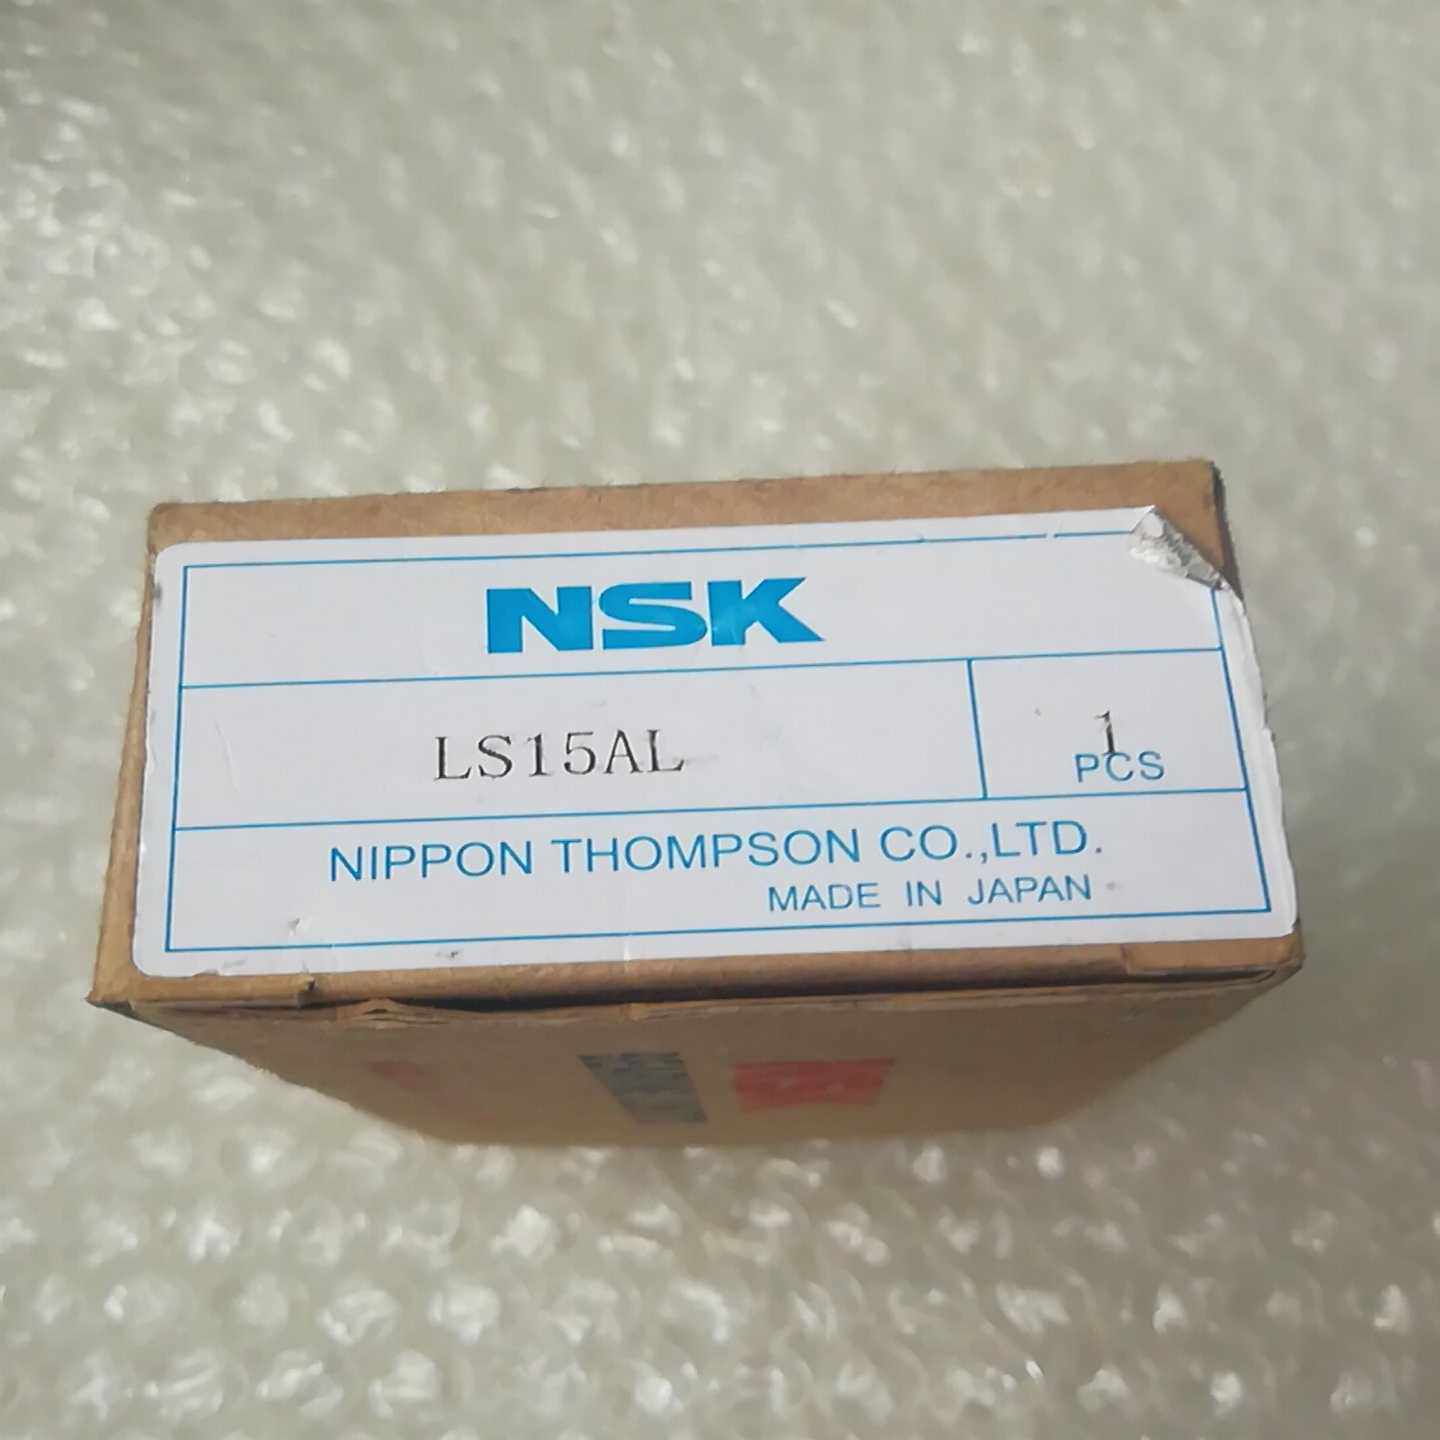 NSK
LS15AL
1
PCS
NIPPON THOMPSON CO.,LTD.
MADE IN JAPAN